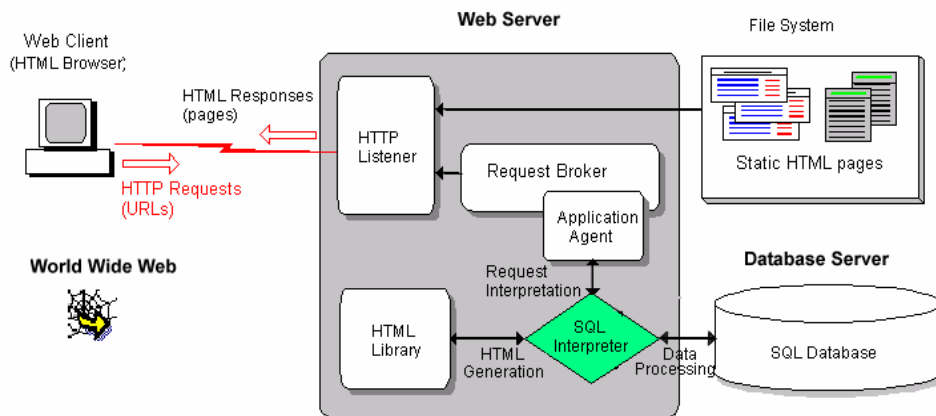 Web Server
Web Client
(HTML Browser)
File System
HTML Responses
(pages)
HTTP
Listener
Request Broker
Static HTML pages
HTTP Requests
(URLs)
Application
Agent
World Wide Web
Database Server
Request
Interpretation
HTML
Library
SQL
Interpreter
HTML
Generation
Data
Processing
SQL Database